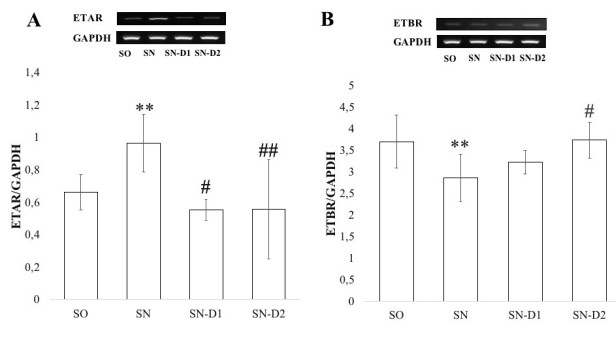 A
ETAR
GAPDH
SO SN SN-D1 SN-D2
ETAR/GAPDH
1,4
1,2
1
0,8
0,6
0,4
0,2
0
**
#
##
SO SN SN-D1 SN-D2
B
ETBR
GAPDH
SO SN SN-D1 SN-D2
ETBR/GAPDH
5
4,5
4
3,5
3
2,5
2
1,5
1
0,5
0
**
#
SO SN SN-D1 SN-D2